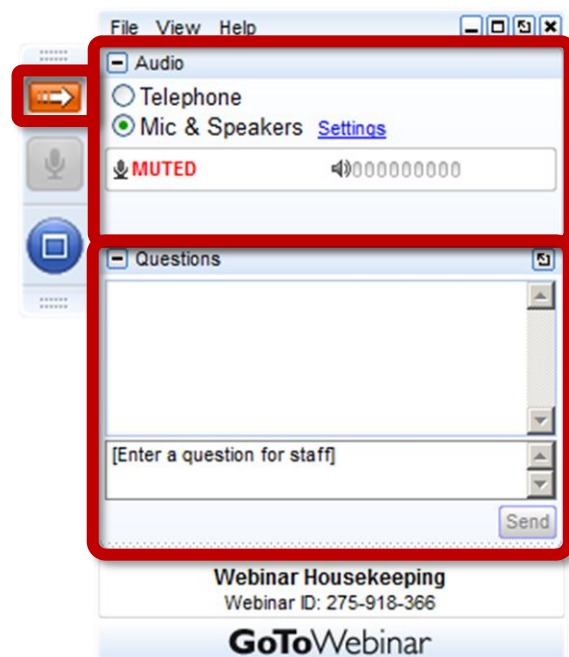 File View Help
Audio
Telephone
Mic & Speakers Settings
MUTED
Questions
[Enter a question for staff]
Send
Webinar Housekeeping
Webinar ID: 275-918-366
GoToWebinar